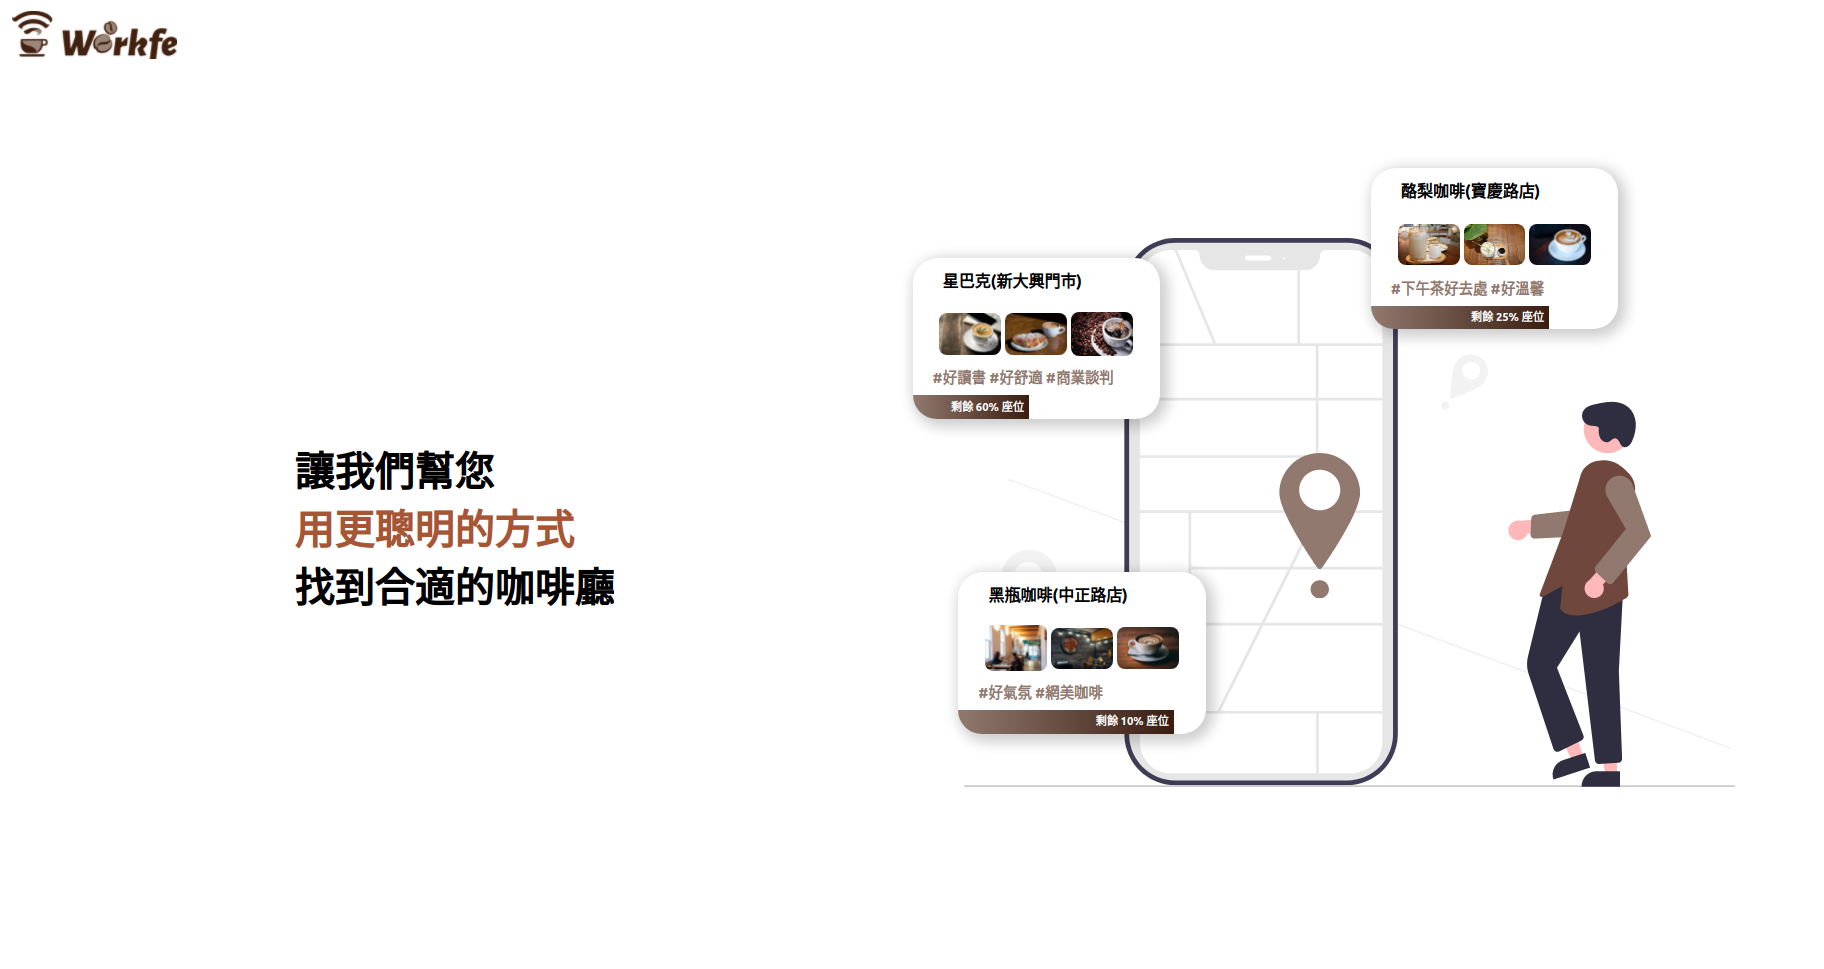 Workfe
讓我們幫您
用更聰明的方式
找到合適的咖啡廳
酪梨咖啡(寶慶路店)
#下午茶好去處 #好溫馨
剩餘 25% 座位
星巴克(新大興門市)
#好讀書 #好舒適 #商業談判
剩餘 60% 座位
黑瓶咖啡(中正路店)
#好氣氛 #網美咖啡
剩餘 10% 座位